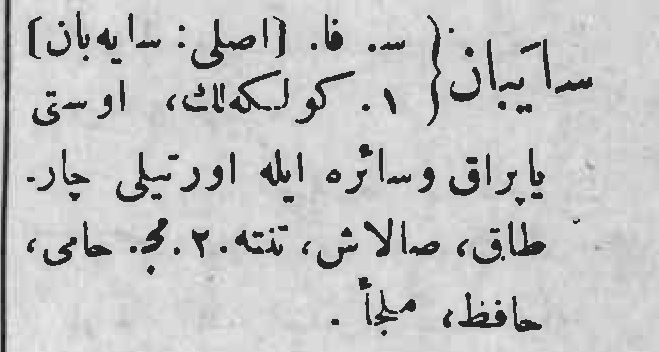 سایبان { س. فا. [اصلی: سایه‌بان]
۱. کولکه‌لك، اوستی
یاپراق وسائره ایله اورتیلی چار-
طاق، صالاش، تنته. ۲. مج. حامی،
حافظ، ملجأ.